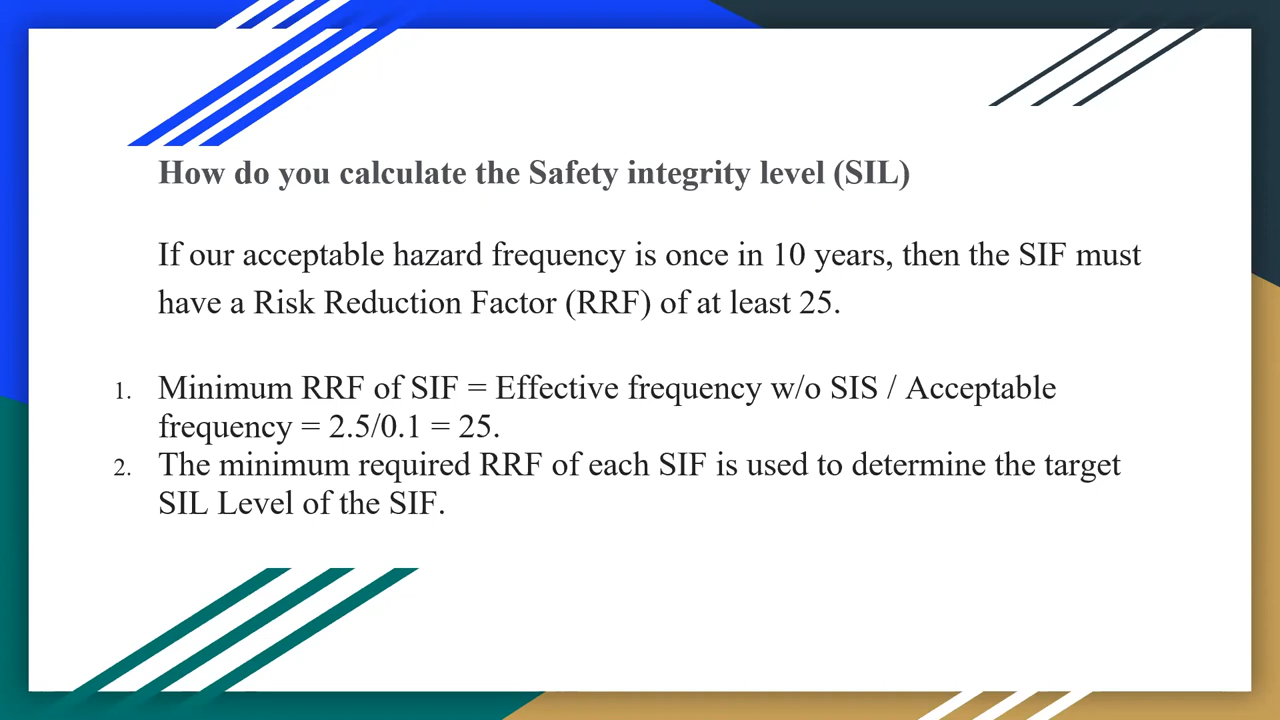 How do you calculate the Safety integrity level (SIL)
If our acceptable hazard frequency is once in 10 years, then the SIF must
have a Risk Reduction Factor (RRF) of at least 25.
1. Minimum RRF of SIF = Effective frequency w/o SIS / Acceptable
frequency = 2.5/0.1 = 25.
2. The minimum required RRF of each SIF is used to determine the target
SIL Level of the SIF.